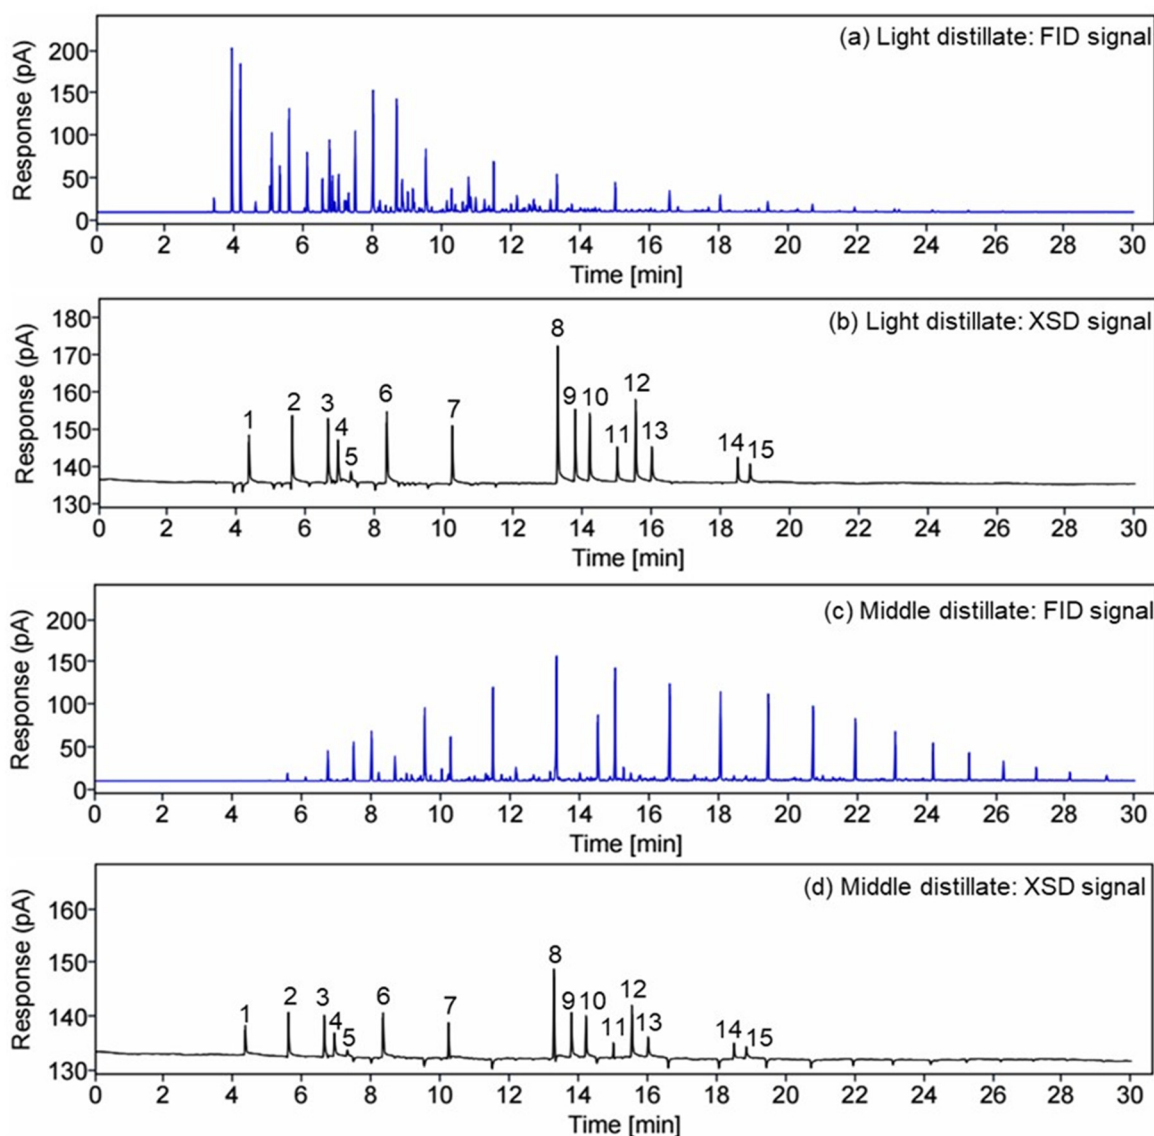 (a) Light distillate: FID signal
Response (pA)
200
150
100
50
0
0 2 4 6 8 10 12 14 16 18 20 22 24 26 28 30
Time [min]
(b) Light distillate: XSD signal
Response (pA)
180
170
160
150
140
130
1 2 3 4 5 6 7 8 9 10 11 12 13 14 15
0 2 4 6 8 10 12 14 16 18 20 22 24 26 28 30
Time [min]
(c) Middle distillate: FID signal
Response (pA)
200
150
100
50
0
0 2 4 6 8 10 12 14 16 18 20 22 24 26 28 30
Time [min]
(d) Middle distillate: XSD signal
Response (pA)
160
150
140
130
1 2 3 4 5 6 7 8 9 10 11 12 13 14 15
0 2 4 6 8 10 12 14 16 18 20 22 24 26 28 30
Time [min]